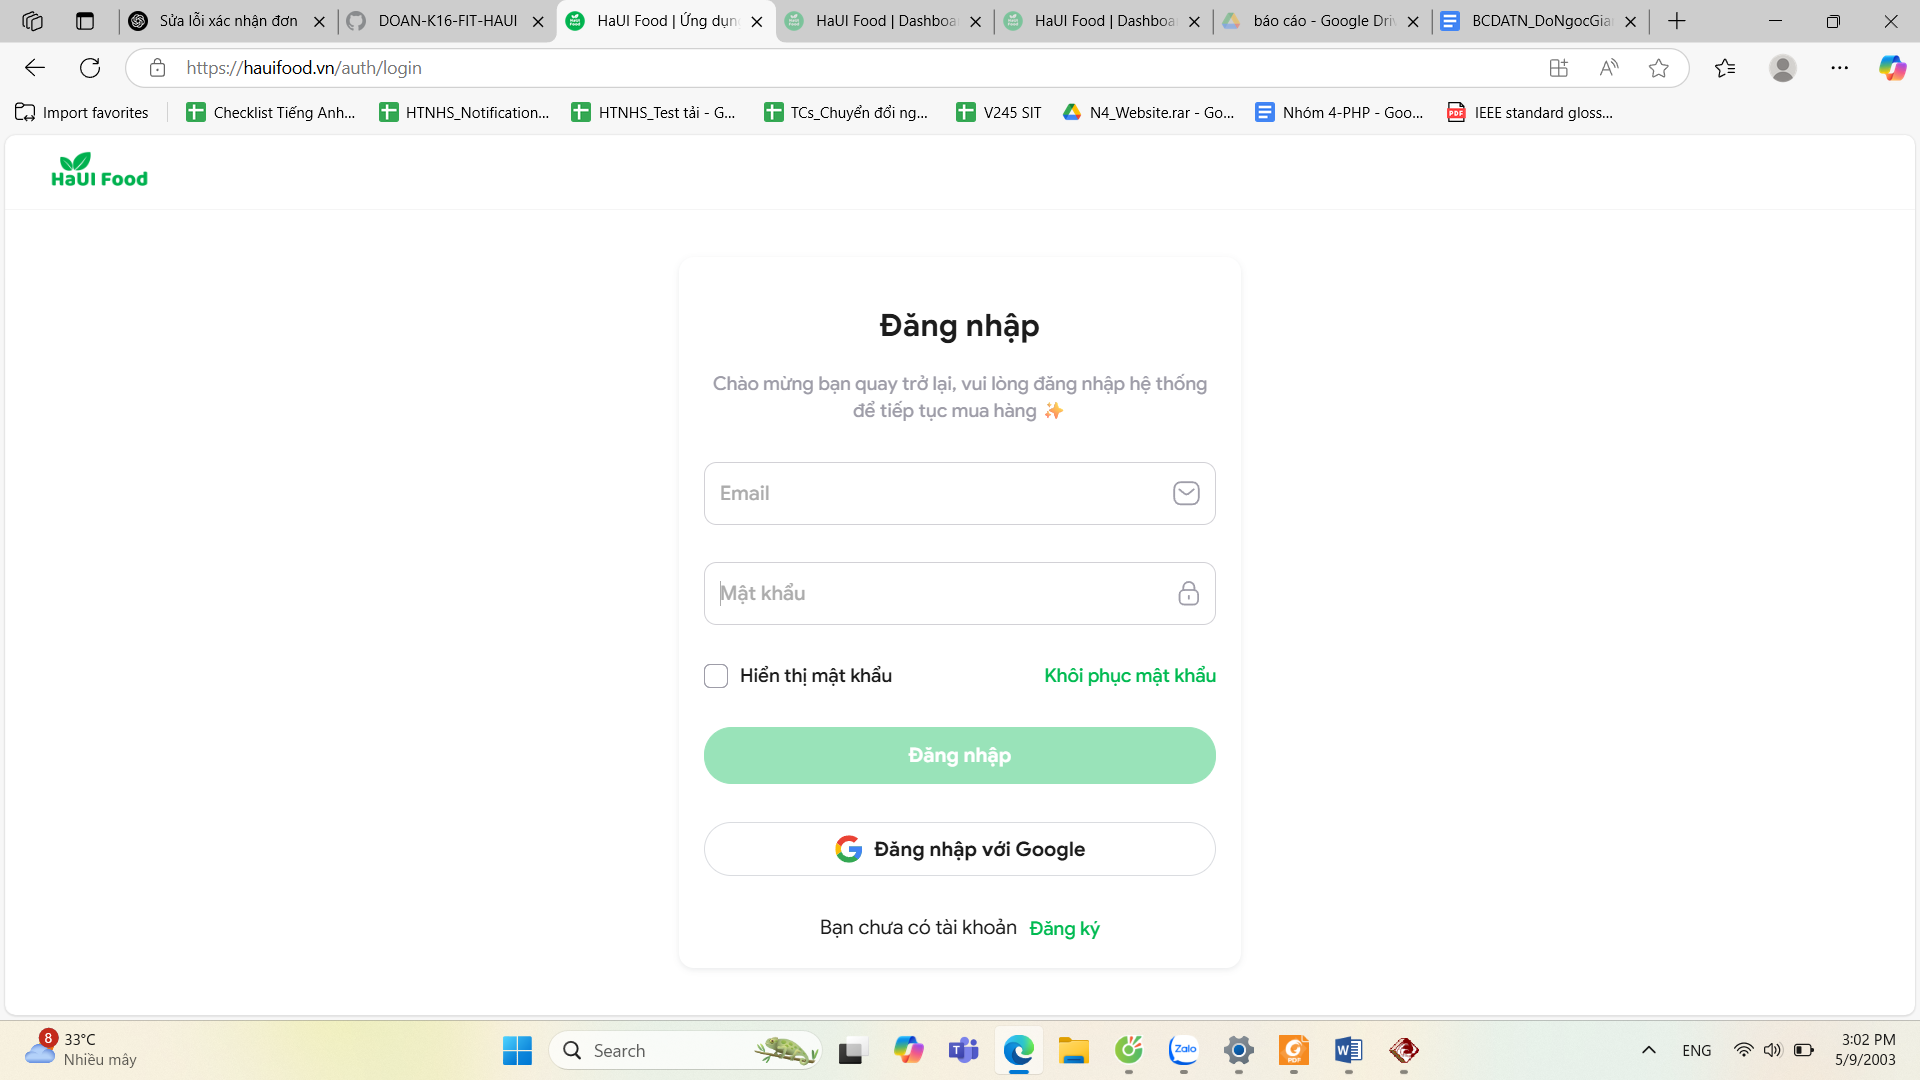 Sửa lỗi xác nhận đơn
DOAN-K16-FIT-HAUI
HaUI Food | Ứng dụn
HaUI Food | Dashboa
HaUI Food | Dashboa
báo cáo - Google Driv
BCDATN_DoNgocGia
https://hauifood.vn/auth/login
Import favorites
Checklist Tiếng Anh...
HTNHS_Notification...
HTNHS_Test tải - G...
TCs_Chuyển đổi ng...
V245 SIT
N4_Website.rar - Go...
Nhóm 4-PHP - Goo...
IEEE standard gloss...
HaUI Food
Đăng nhập
Chào mừng bạn quay trở lại, vui lòng đăng nhập hệ thống
để tiếp tục mua hàng ✨
Email
Mật khẩu
Hiển thị mật khẩu
Khôi phục mật khẩu
Đăng nhập
Đăng nhập với Google
Bạn chưa có tài khoản Đăng ký
8
33°C
Nhiều mây
Search
Zalo
ENG
3:02 PM
5/9/2003